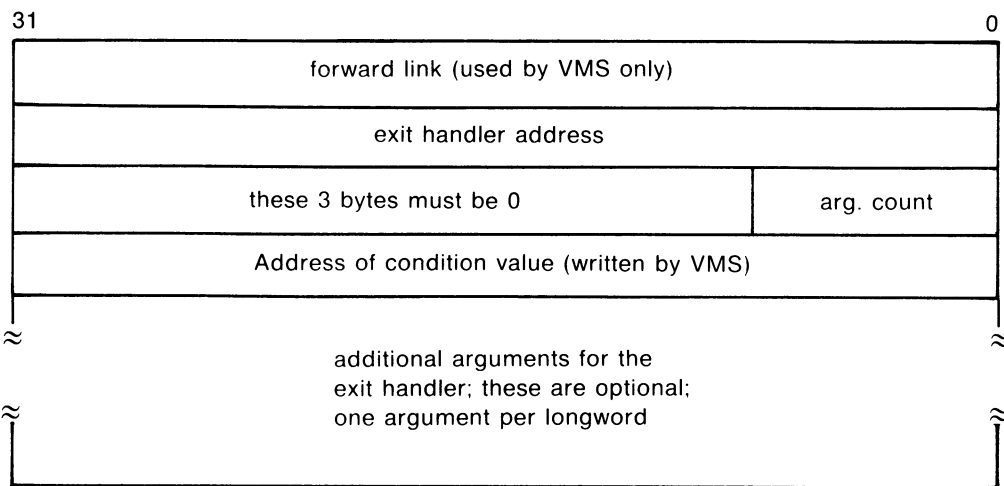 31 0
forward link (used by VMS only)
exit handler address
these 3 bytes must be 0 arg. count
Address of condition value (written by VMS)
additional arguments for the
exit handler; these are optional;
one argument per longword